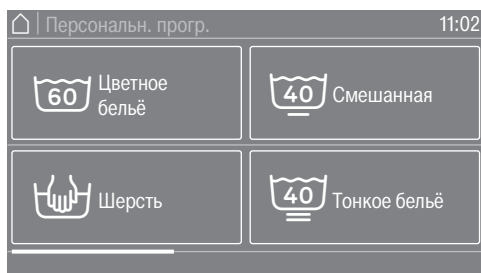 Персональн. прогр.
11:02
60
Цветное
бельё
40
Смешанная
Шерсть
40
Тонкое бельё